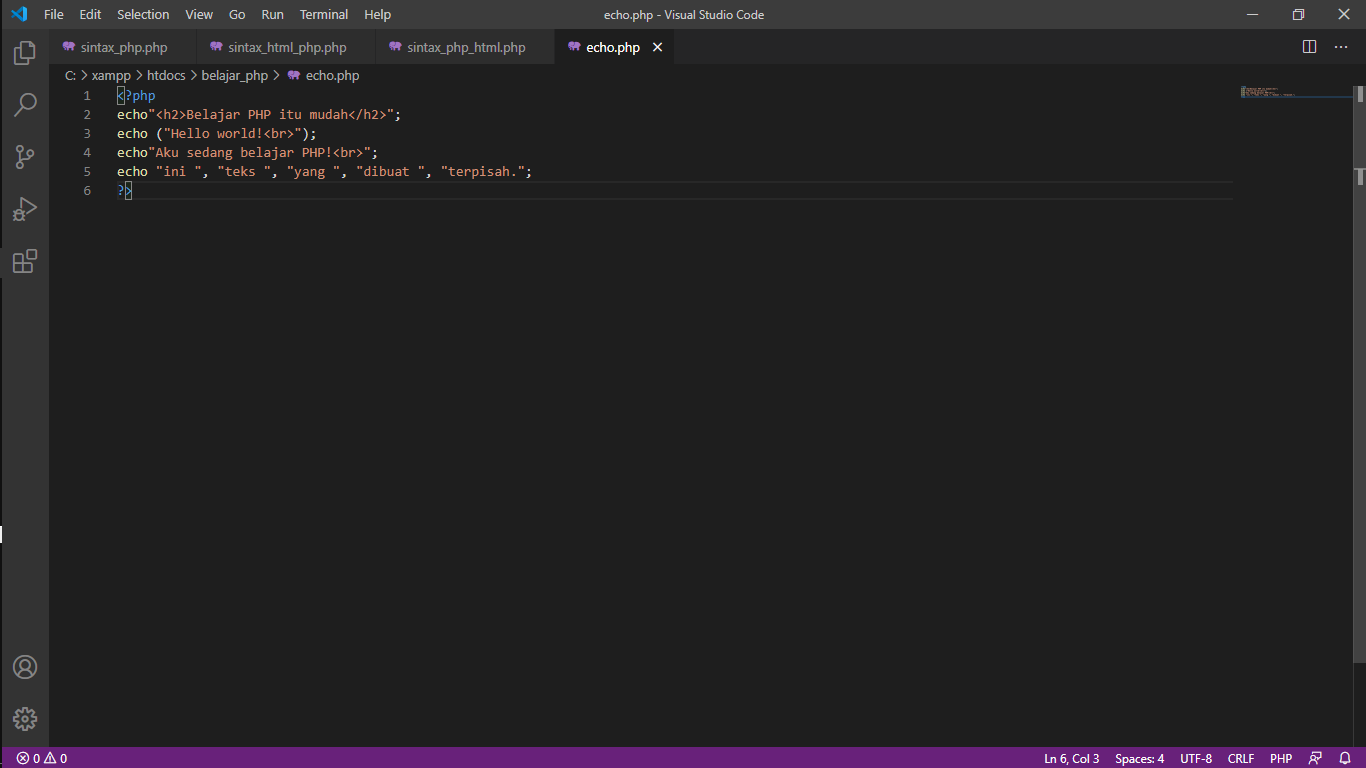 File Edit Selection View Go Run Terminal Help echo.php - Visual Studio Code
sintax_php.php sintax_html_php.php sintax_php_html.php echo.php
C: > xampp > htdocs > belajar_php > echo.php
1 <?php
2 echo"<h2>Belajar PHP itu mudah</h2>";
3 echo ("Hello world!<br>");
4 echo"Aku sedang belajar PHP!<br>";
5 echo "ini ", "teks ", "yang ", "dibuat ", "terpisah.";
6 ?>
0 0 Ln 6, Col 3 Spaces: 4 UTF-8 CRLF PHP